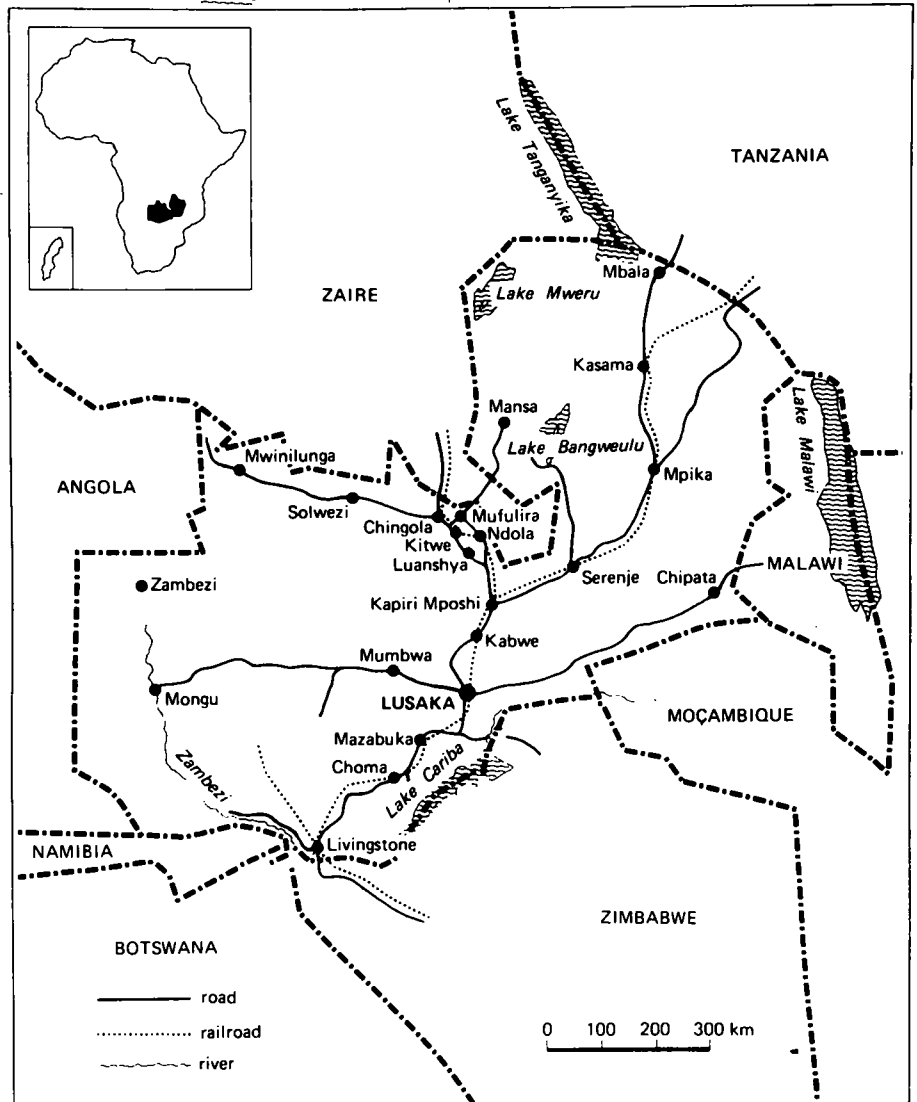 TANZANIA
Lake Tanganyika
Mbala
ZAIRE
Lake Mweru
Kasama
Mansa
Lake Bangweulu
Lake Malawi
Mwinilunga
Mpika
ANGOLA
Solwezi
Chingola
Mufulira
Kitwe
Ndola
Luanshya
MALAWI
Zambezi
Serenje
Chipata
Kapiri Mposhi
Kabwe
Mumbwa
Mongu
LUSAKA
MOÇAMBIQUE
Mazabuka
Zambezi
Choma
Lake Cariba
Livingstone
NAMIBIA
ZIMBABWE
BOTSWANA
road
railroad
river
0 100 200 300 km